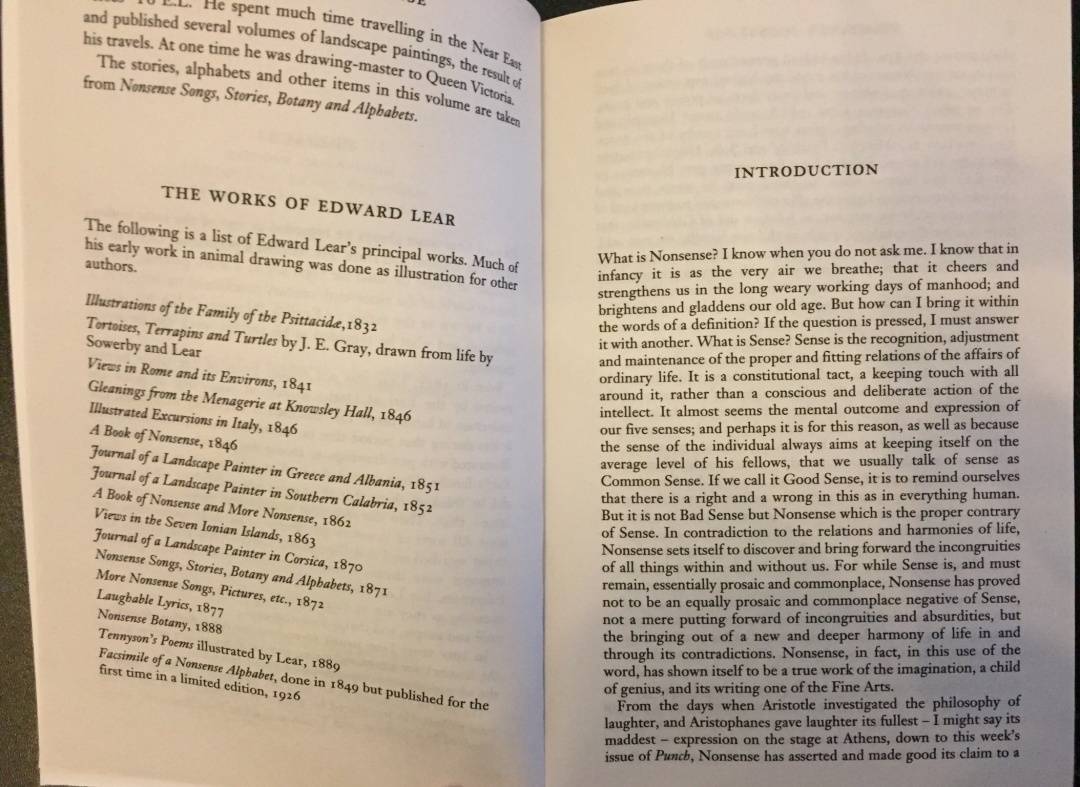 TO E.L. He spent much time travelling in the Near East
and published several volumes of landscape paintings, the result of
his travels. At one time he was drawing-master to Queen Victoria.
The stories, alphabets and other items in this volume are taken
from Nonsense Songs, Stories, Botany and Alphabets.
THE WORKS OF EDWARD LEAR
The following is a list of Edward Lear's principal works. Much of
his early work in animal drawing was done as illustration for other
authors.
Illustrations of the Family of the Psittacidæ,1832
Tortoises, Terrapins and Turtles by J. E. Gray, drawn from life by
Sowerby and Lear
Views in Rome and its Environs, 1841
Gleanings from the Menagerie at Knowsley Hall, 1846
Illustrated Excursions in Italy, 1846
A Book of Nonsense, 1846
Journal of a Landscape Painter in Greece and Albania, 1851
Journal of a Landscape Painter in Southern Calabria, 1852
A Book of Nonsense and More Nonsense, 1862
Views in the Seven Ionian Islands, 1863
Journal of a Landscape Painter in Corsica, 1870
Nonsense Songs, Stories, Botany and Alphabets, 1871
More Nonsense Songs, Pictures, etc., 1872
Laughable Lyrics, 1877
Nonsense Botany, 1888
Tennyson's Poems illustrated by Lear, 1889
Facsimile of a Nonsense Alphabet, done in 1849 but published for the
first time in a limited edition, 1926
INTRODUCTION
What is Nonsense? I know when you do not ask me. I know that in
infancy it is as the very air we breathe; that it cheers and
strengthens us in the long weary working days of manhood; and
brightens and gladdens our old age. But how can I bring it within
the words of a definition? If the question is pressed, I must answer
it with another. What is Sense? Sense is the recognition, adjustment
and maintenance of the proper and fitting relations of the affairs of
ordinary life. It is a constitutional tact, a keeping touch with all
around it, rather than a conscious and deliberate action of the
intellect. It almost seems the mental outcome and expression of
our five senses; and perhaps it is for this reason, as well as because
the sense of the individual always aims at keeping itself on the
average level of his fellows, that we usually talk of sense as
Common Sense. If we call it Good Sense, it is to remind ourselves
that there is a right and a wrong in this as in everything human.
But it is not Bad Sense but Nonsense which is the proper contrary
of Sense. In contradiction to the relations and harmonies of life,
Nonsense sets itself to discover and bring forward the incongruities
of all things within and without us. For while Sense is, and must
remain, essentially prosaic and commonplace, Nonsense has proved
not to be an equally prosaic and commonplace negative of Sense,
not a mere putting forward of incongruities and absurdities, but
the bringing out of a new and deeper harmony of life in and
through its contradictions. Nonsense, in fact, in this use of the
word, has shown itself to be a true work of the imagination, a child
of genius, and its writing one of the Fine Arts.
From the days when Aristotle investigated the philosophy of
laughter, and Aristophanes gave laughter its fullest – I might say its
maddest – expression on the stage at Athens, down to this week's
issue of Punch, Nonsense has asserted and made good its claim to a